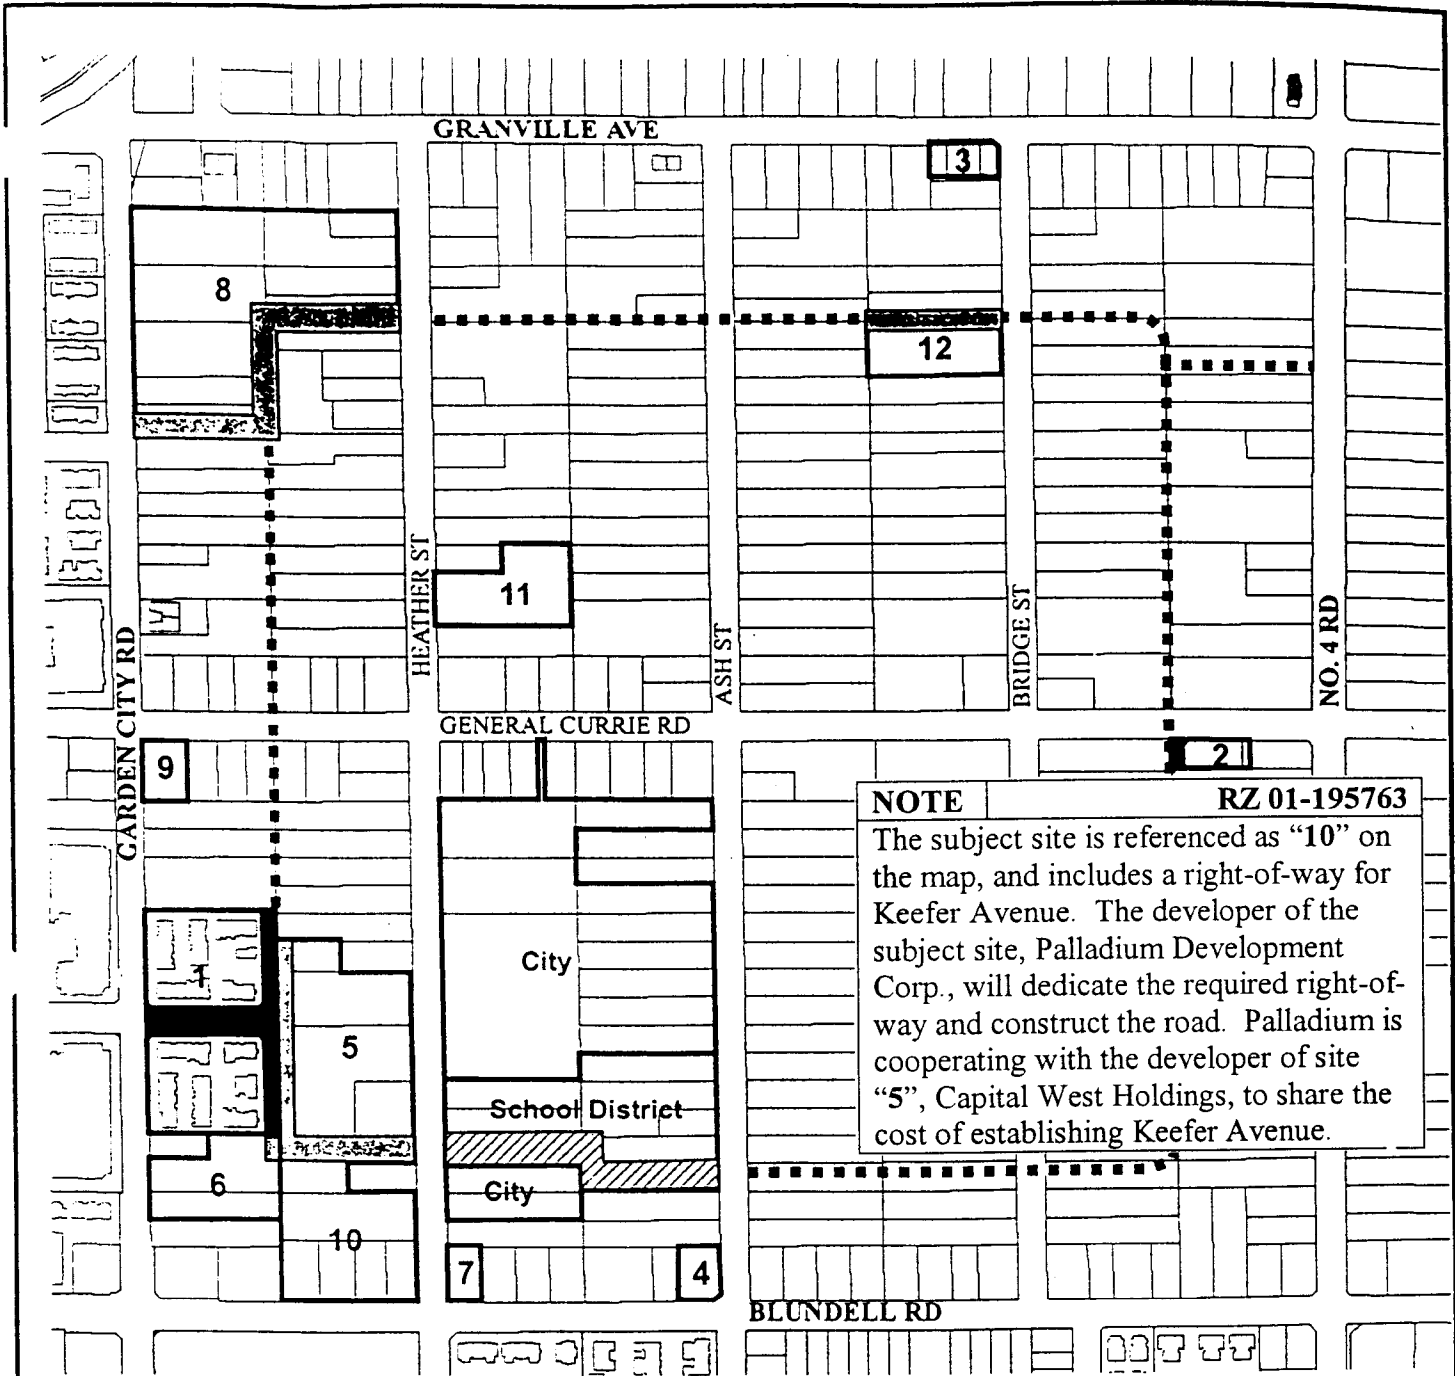 GRANVILLE AVE
3
8
12
HEATHER ST
11
ASH ST
BRIDGE ST
NO. 4 RD
GARDEN CITY RD
GENERAL CURRIE RD
9
2
NOTE RZ 01-195763
The subject site is referenced as “10” on
the map, and includes a right-of-way for
Keefer Avenue. The developer of the
subject site, Palladium Development
Corp., will dedicate the required right-of-
way and construct the road. Palladium is
cooperating with the developer of site
“5”, Capital West Holdings, to share the
cost of establishing Keefer Avenue.
1
City
5
School District
6
City
10
7
4
BLUNDELL RD